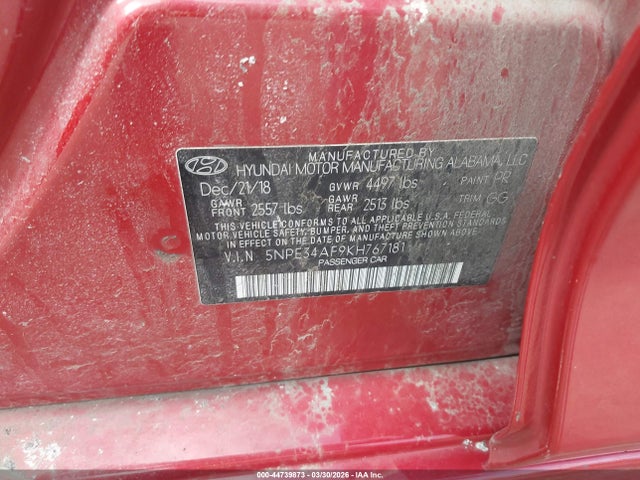 MANUFACTURED BY
HYUNDAI MOTOR MANUFACTURING ALABAMA, LLC
Dec/21/18 GVWR 4497 lbs PAINT PR
GAWR FRONT 2557 lbs GAWR REAR 2513 lbs TRIM GG
THIS VEHICLE CONFORMS TO ALL APPLICABLE U.S.A. FEDERAL
MOTOR VEHICLE SAFETY, BUMPER, AND THEFT PREVENTION STANDARDS
IN EFFECT ON THE DATE OF MANUFACTURE SHOWN ABOVE.
V.I.N. 5NPE34AF9KH767181
PASSENGER CAR
000-44739873 - 03/30/2026 - IAA Inc.